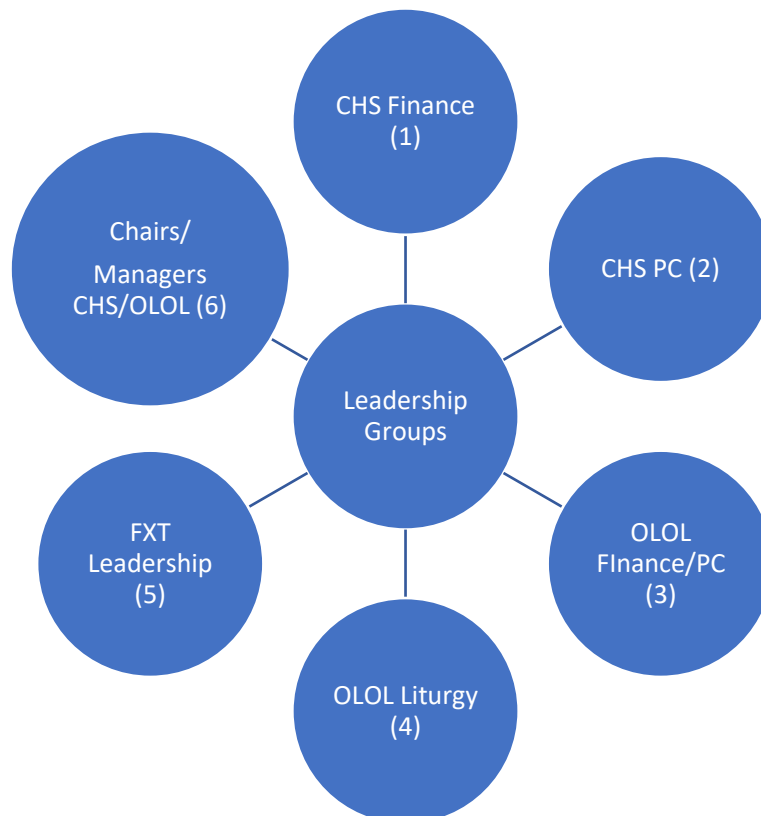 CHS Finance
(1)
Chairs/
Managers
CHS/OLOL (6)
CHS PC (2)
Leadership
Groups
FXT
Leadership
(5)
OLOL
FInance/PC
(3)
OLOL Liturgy
(4)